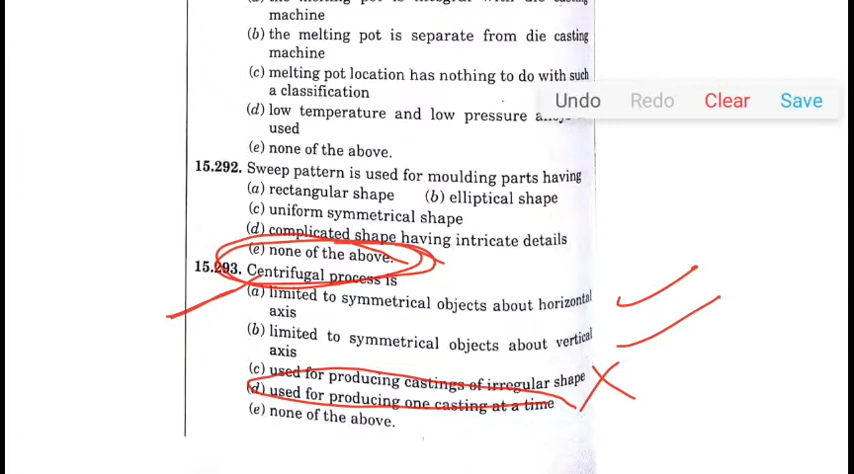 machine
(b) the melting pot is separate from die casting
machine
(c) melting pot location has nothing to do with such
a classification
Undo Redo Clear Save
(d) low temperature and low pressure
used
(e) none of the above.
15.292. Sweep pattern is used for moulding parts having
(a) rectangular shape (b) elliptical shape
(c) uniform symmetrical shape
(d) complicated shape having intricate details
(e) none of the above.
15.293. Centrifugal process is
(a) limited to symmetrical objects about horizontal
axis
(b) limited to symmetrical objects about vertical
axis
(c) used for producing castings of irregular shape
(d) used for producing one casting at a time
(e) none of the above.